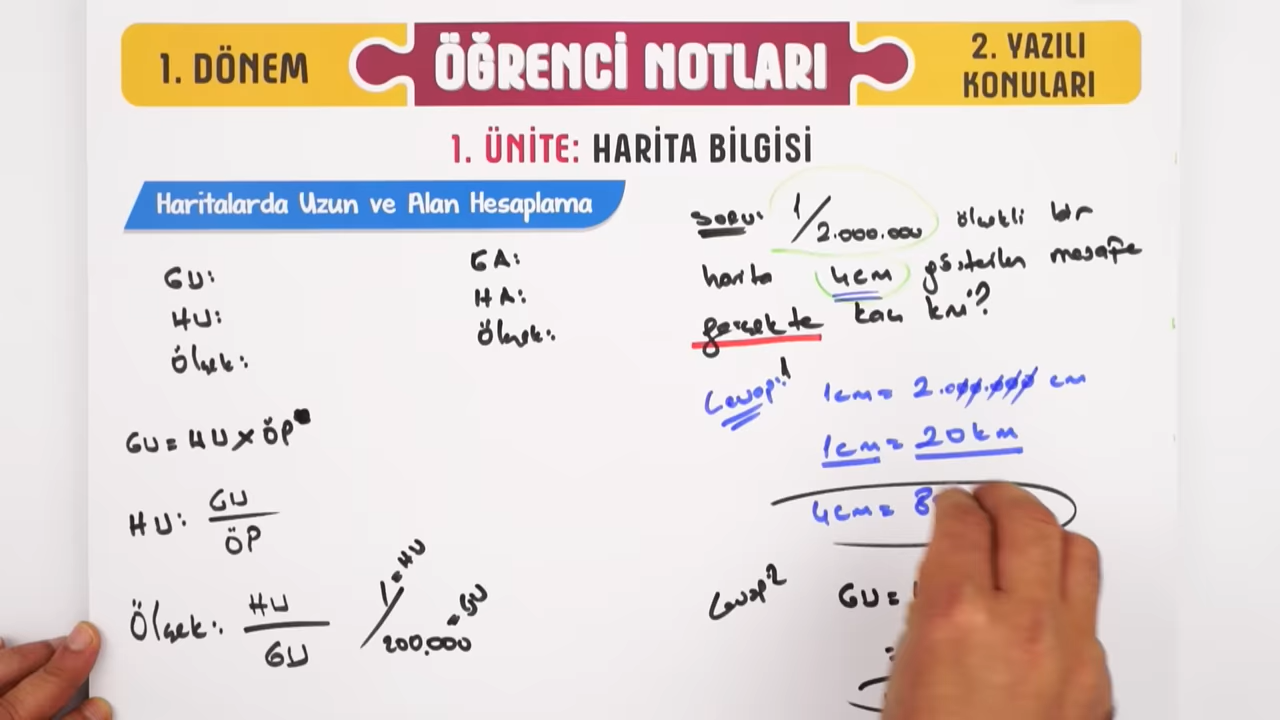 1. DÖNEM
ÖĞRENCİ NOTLARI
2. YAZILI
KONULARI
1. ÜNİTE: HARİTA BİLGİSİ
Haritalarda Uzun ve Alan Hesaplama
GU:
HU:
Ölçek:
GA:
HA:
Ölçek:
GU = HU x ÖP
HU: GU
ÖP
Ölçek: HU
GU
1 = HU
200.000 = GU
SORU: 1/2.000.000 ölçekli bir
harita 4cm gösterilen mesafe
gerçekte kaç km?
Cevap:1 1cm = 2.000.000 cm
1cm = 20km
4cm = 8
Cevap2 GU =
=